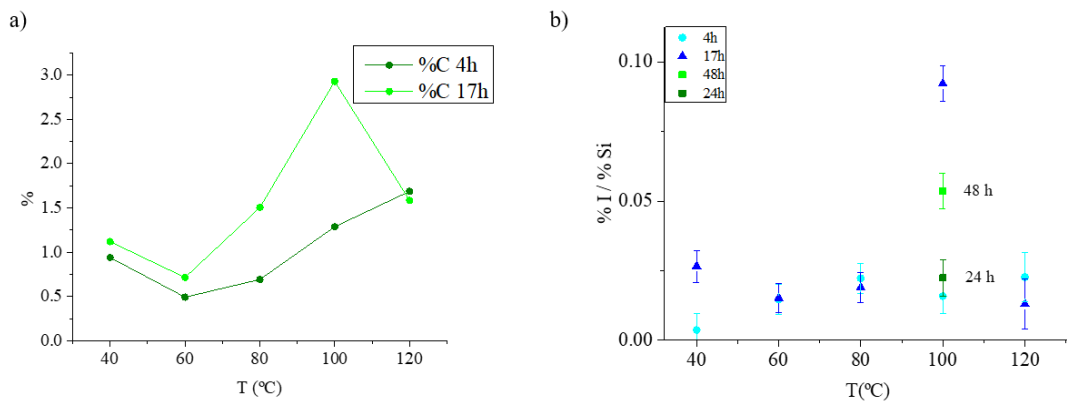 a)
%C 4h
%C 17h
%
3.0
2.5
2.0
1.5
1.0
0.5
0.0
40 60 80 100 120
T (ºC)
b)
4h
17h
48h
24h
% I / % Si
0.10
0.05
0.00
48 h
24 h
40 60 80 100 120
T(ºC)